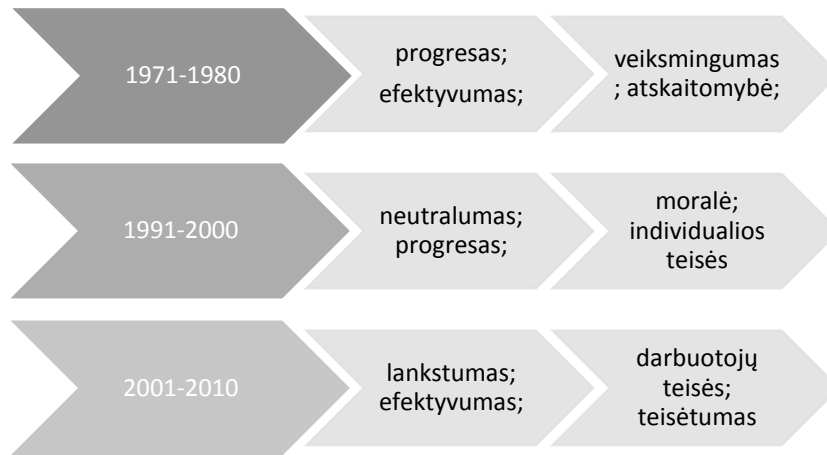 1971-1980
progresas;
efektyvumas;
veiksmingumas
; atskaitomybė;
1991-2000
neutralumas;
progresas;
moralė;
individualios
teisės
2001-2010
lankstumas;
efektyvumas;
darbuotojų
teisės;
teisėtumas